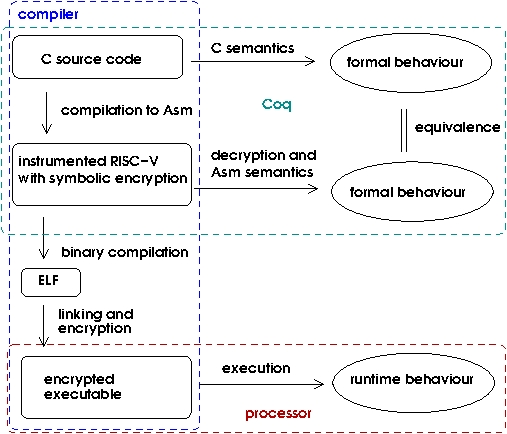 compiler
C source code
C semantics
formal behaviour
compilation to Asm
Coq
equivalence
instrumented RISC-V
with symbolic encryption
decryption and
Asm semantics
formal behaviour
binary compilation
ELF
linking and
encryption
encrypted
executable
execution
runtime behaviour
processor